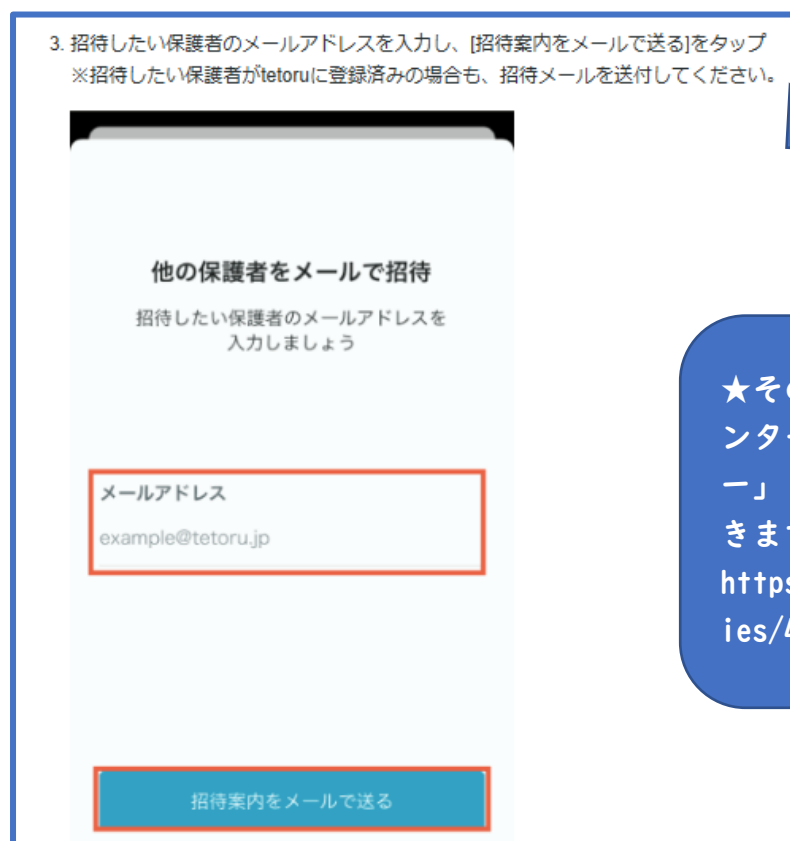 3. 招待したい保護者のメールアドレスを入力し、[招待案内をメールで送る]をタップ
※招待したい保護者がtetoruに登録済みの場合も、招待メールを送付してください。
他の保護者をメールで招待
招待したい保護者のメールアドレスを
入力しましょう
メールアドレス
example@tetoru.jp
招待案内をメールで送る
★その
ンター
ー」
きます
https
ies/4